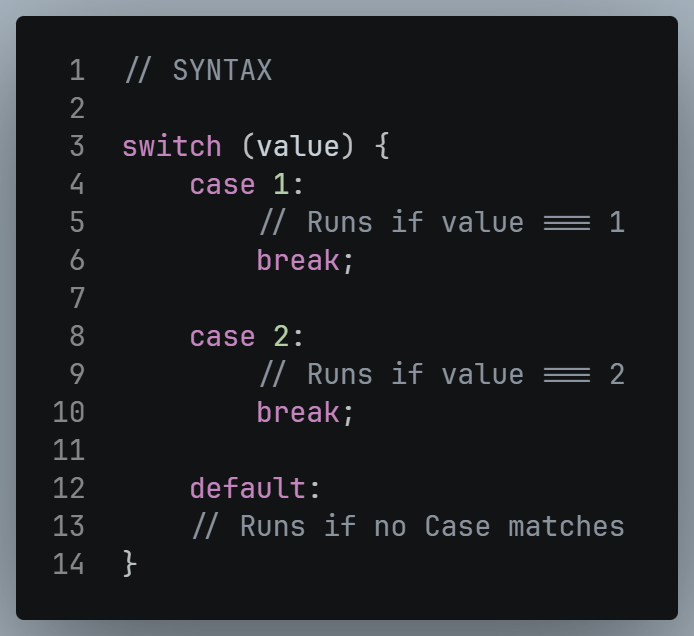 1 // SYNTAX
2
3 switch (value) {
4     case 1:
5         // Runs if value === 1
6         break;
7
8     case 2:
9         // Runs if value === 2
10         break;
11
12     default:
13     // Runs if no Case matches
14 }